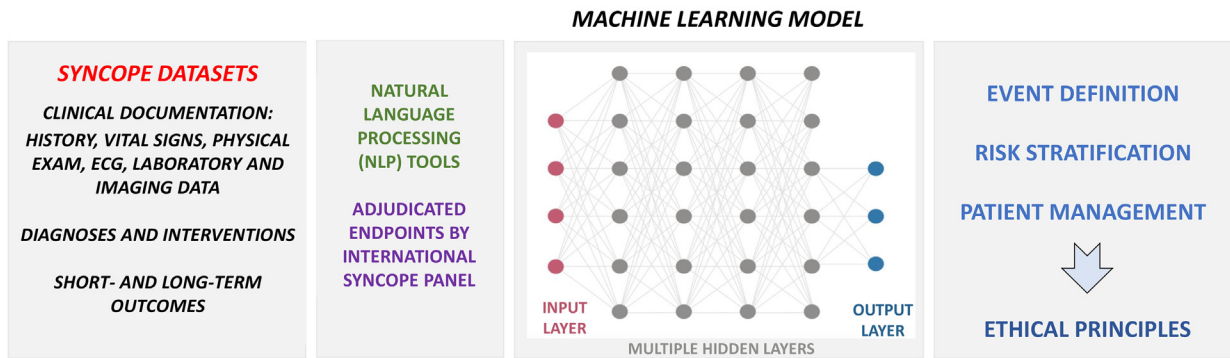 MACHINE LEARNING MODEL
SYNCOPE DATASETS
CLINICAL DOCUMENTATION:
HISTORY, VITAL SIGNS, PHYSICAL
EXAM, ECG, LABORATORY AND
IMAGING DATA
DIAGNOSES AND INTERVENTIONS
SHORT- AND LONG-TERM
OUTCOMES
NATURAL
LANGUAGE
PROCESSING
(NLP) TOOLS
ADJUDICATED
ENDPOINTS BY
INTERNATIONAL
SYNCOPE PANEL
INPUT
LAYER
OUTPUT
LAYER
MULTIPLE HIDDEN LAYERS
EVENT DEFINITION
RISK STRATIFICATION
PATIENT MANAGEMENT
ETHICAL PRINCIPLES